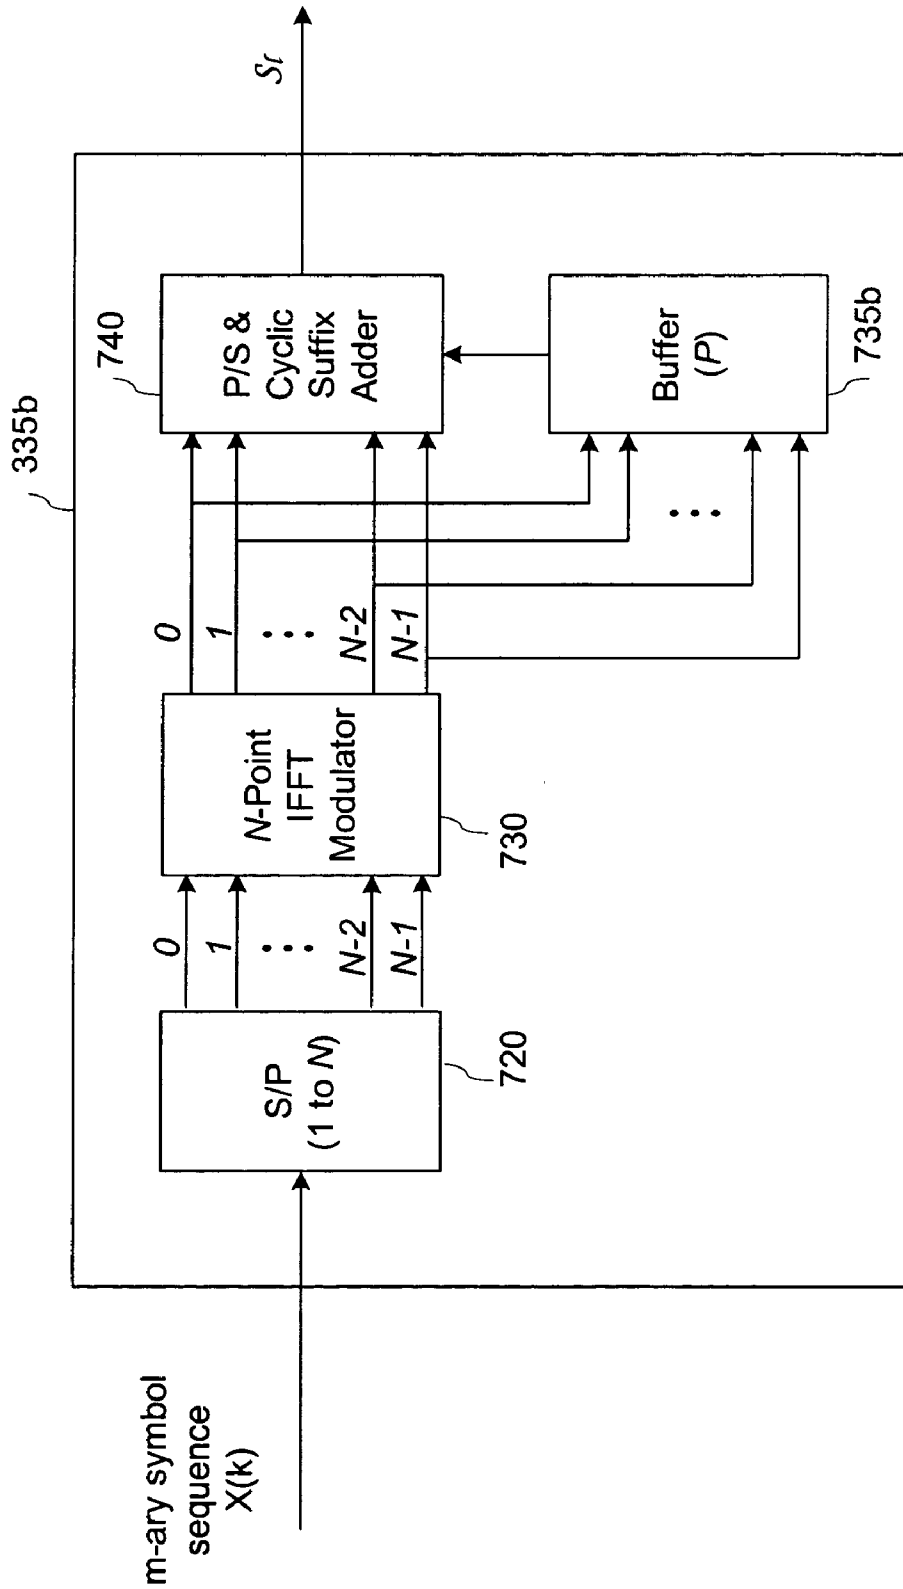 m-ary symbol
sequence
X(k)
335b
S/P
(1 to N)
720
0
1
N-2
N-1
N-Point
IFFT
Modulator
730
0
1
N-2
N-1
P/S &
Cyclic
Suffix
Adder
740
Buffer
(P)
735b